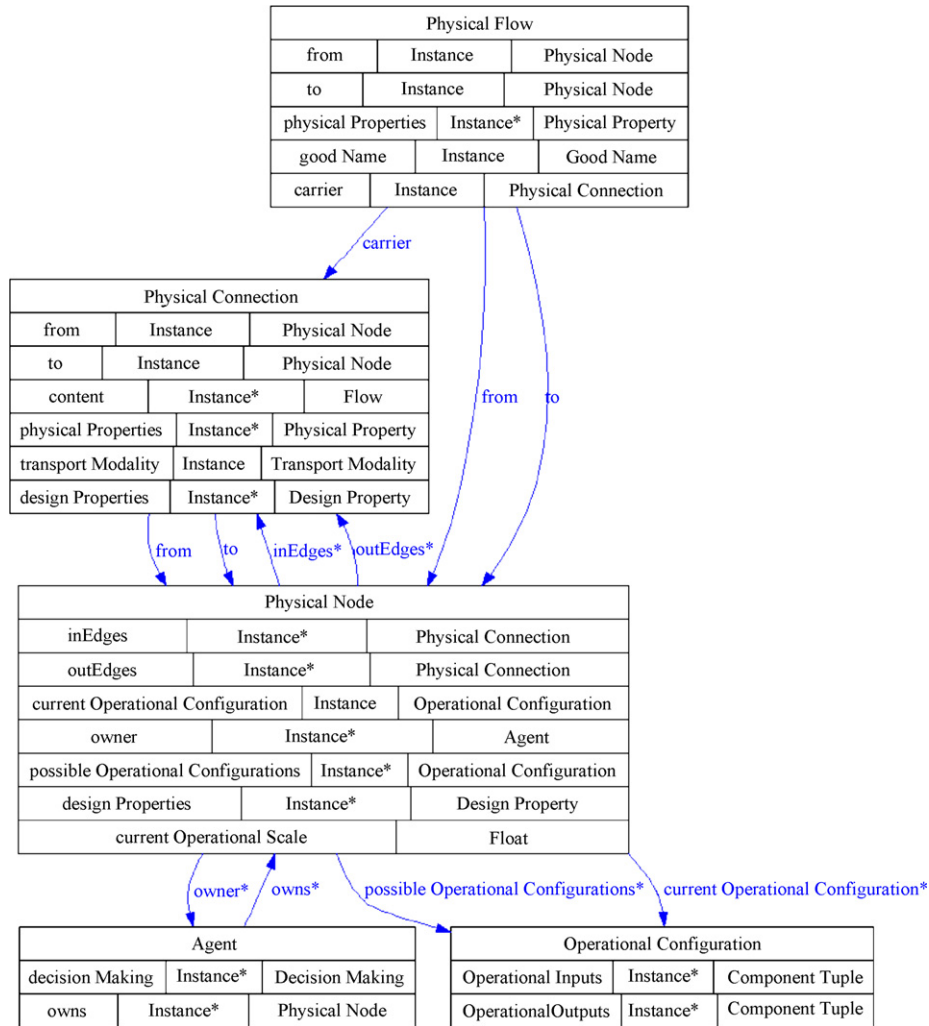 Physical Flow
from Instance Physical Node
to Instance Physical Node
physical Properties Instance* Physical Property
good Name Instance Good Name
carrier Instance Physical Connection
carrier
Physical Connection
from Instance Physical Node
to Instance Physical Node
content Instance* Flow
from to
physical Properties Instance* Physical Property
transport Modality Instance Transport Modality
design Properties Instance* Design Property
from to inEdges* outEdges*
Physical Node
inEdges Instance* Physical Connection
outEdges Instance* Physical Connection
current Operational Configuration Instance Operational Configuration
owner Instance* Agent
possible Operational Configurations Instance* Operational Configuration
design Properties Instance* Design Property
current Operational Scale Float
owner* owns* possible Operational Configurations* current Operational Configuration*
Agent Operational Configuration
decision Making Instance* Decision Making Operational Inputs Instance* Component Tuple
owns Instance* Physical Node OperationalOutputs Instance* Component Tuple